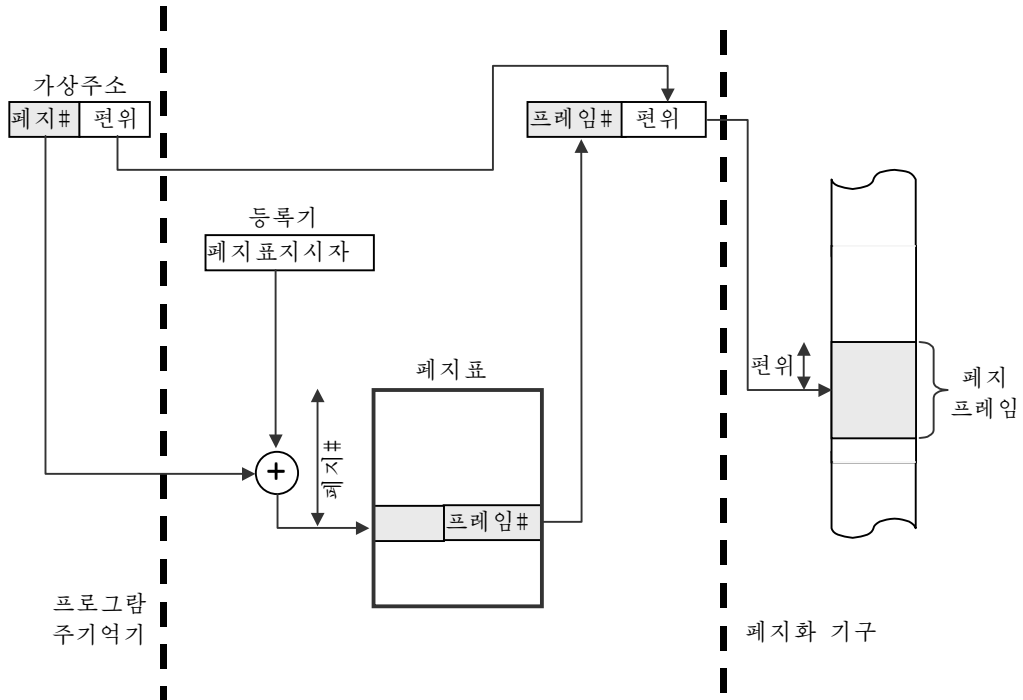 가상주소
페지# 편위
프레임# 편위
등록기
페지표지시자
페지표
페지#
프레임#
편위
페지
프레임
프로그람
주기억기
페지화 기구